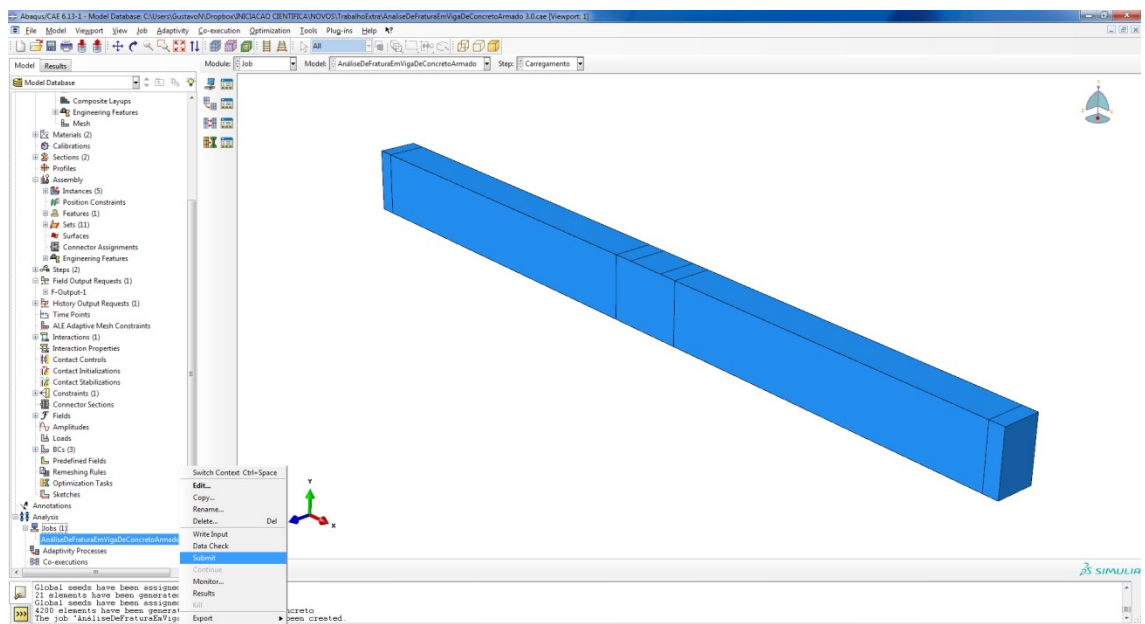 Abaqus/CAE 6.13-1 - Model Database: C:\Users\GustavoN\Dropbox\INICIACAO CIENTIFICA\NOVOS\TrabalhoExtra\AnaliseDeFraturaEmVigaDeConcretoArmado 3.0.cae [Viewport: 1]
File Model Viewport View Job Adaptivity Co-execution Optimization Tools Plug-ins Help
All
Model Results
Module: Job Model: AnáliseDeFraturaEmVigaDeConcretoArmado Step: Carregamento
Model Database
Composite Layups
Engineering Features
Mesh
Materials (2)
Calibrations
Sections (2)
Profiles
Assembly
Instances (5)
Position Constraints
Features (1)
Sets (11)
Surfaces
Connector Assignments
Engineering Features
Steps (2)
Field Output Requests (1)
F-Output-1
History Output Requests (1)
Time Points
ALE Adaptive Mesh Constraints
Interactions (1)
Interaction Properties
Contact Controls
Contact Initializations
Contact Stabilizations
Constraints (1)
Connector Sections
Fields
Amplitudes
Loads
BCs (3)
Predefined Fields
Remeshing Rules
Optimization Tasks
Sketches
Annotations
Analysis
Jobs (1)
AnáliseDeFraturaEmVigaDeConcretoArmado
Adaptivity Processes
Co-executions
Switch Context Ctrl+Space
Edit...
Copy...
Rename...
Delete... Del
Write Input
Data Check
Submit
Continue
Monitor...
Results
Kill
Export
Y
X
SIMULIA
Global seeds have been assigned
21 elements have been generated
Global seeds have been assigned
4200 elements have been generat
ncreto
The job "AnáliseDeFraturaEmViga
been created.